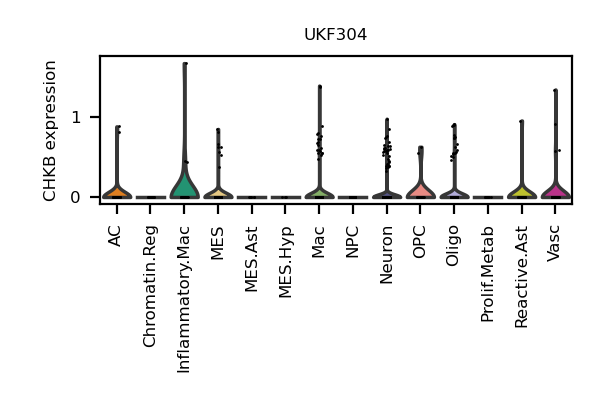 UKF304
CHKB expression
1
0
AC
Chromatin.Reg
Inflammatory.Mac
MES
MES.Ast
MES.Hyp
Mac
NPC
Neuron
OPC
Oligo
Prolif.Metab
Reactive.Ast
Vasc